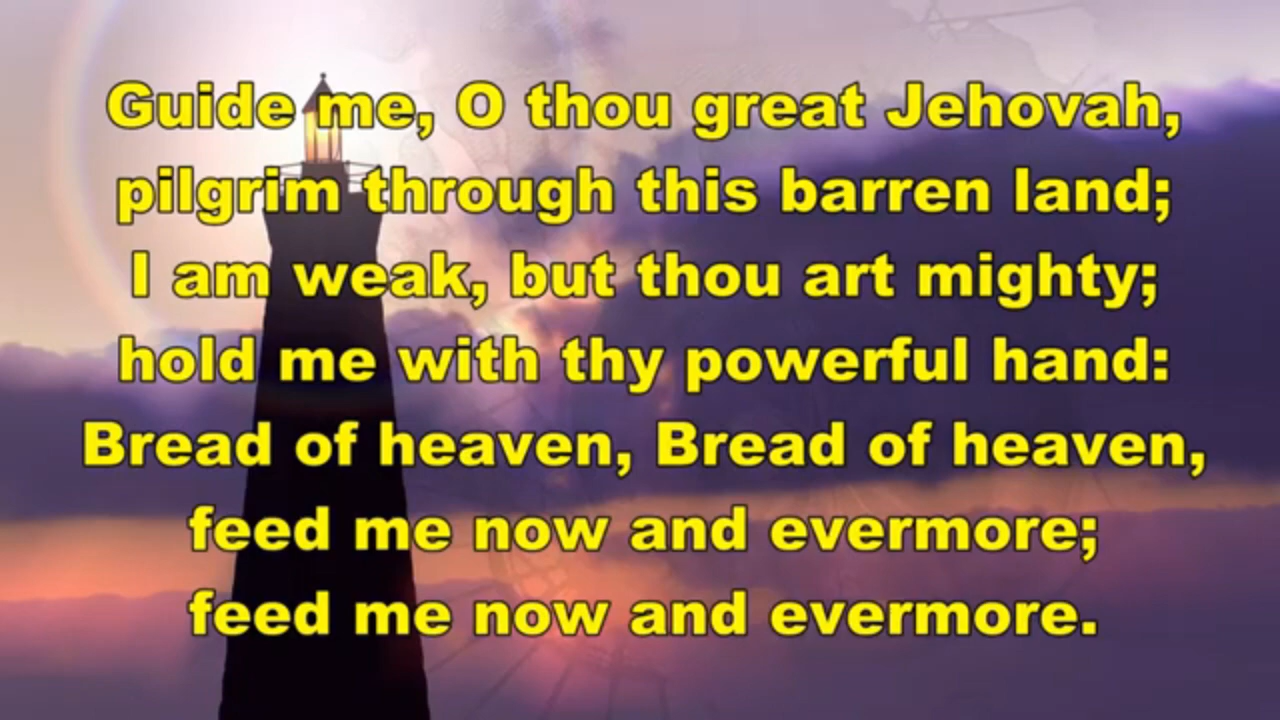 Guide me, O thou great Jehovah,
pilgrim through this barren land;
I am weak, but thou art mighty;
hold me with thy powerful hand:
Bread of heaven, Bread of heaven,
feed me now and evermore;
feed me now and evermore.